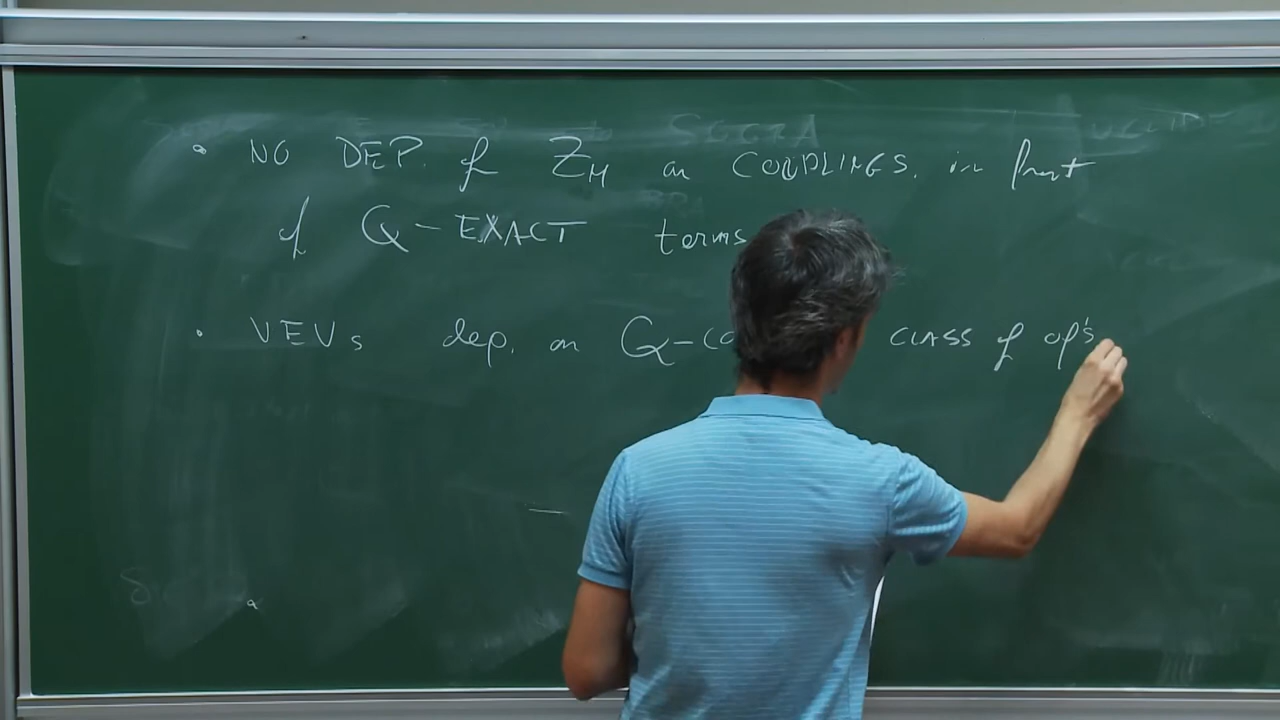 • NO DEP. of Z_M on COUPLINGS. in front
of Q-EXACT terms
• VEVs dep. on Q-CO CLASS of op's